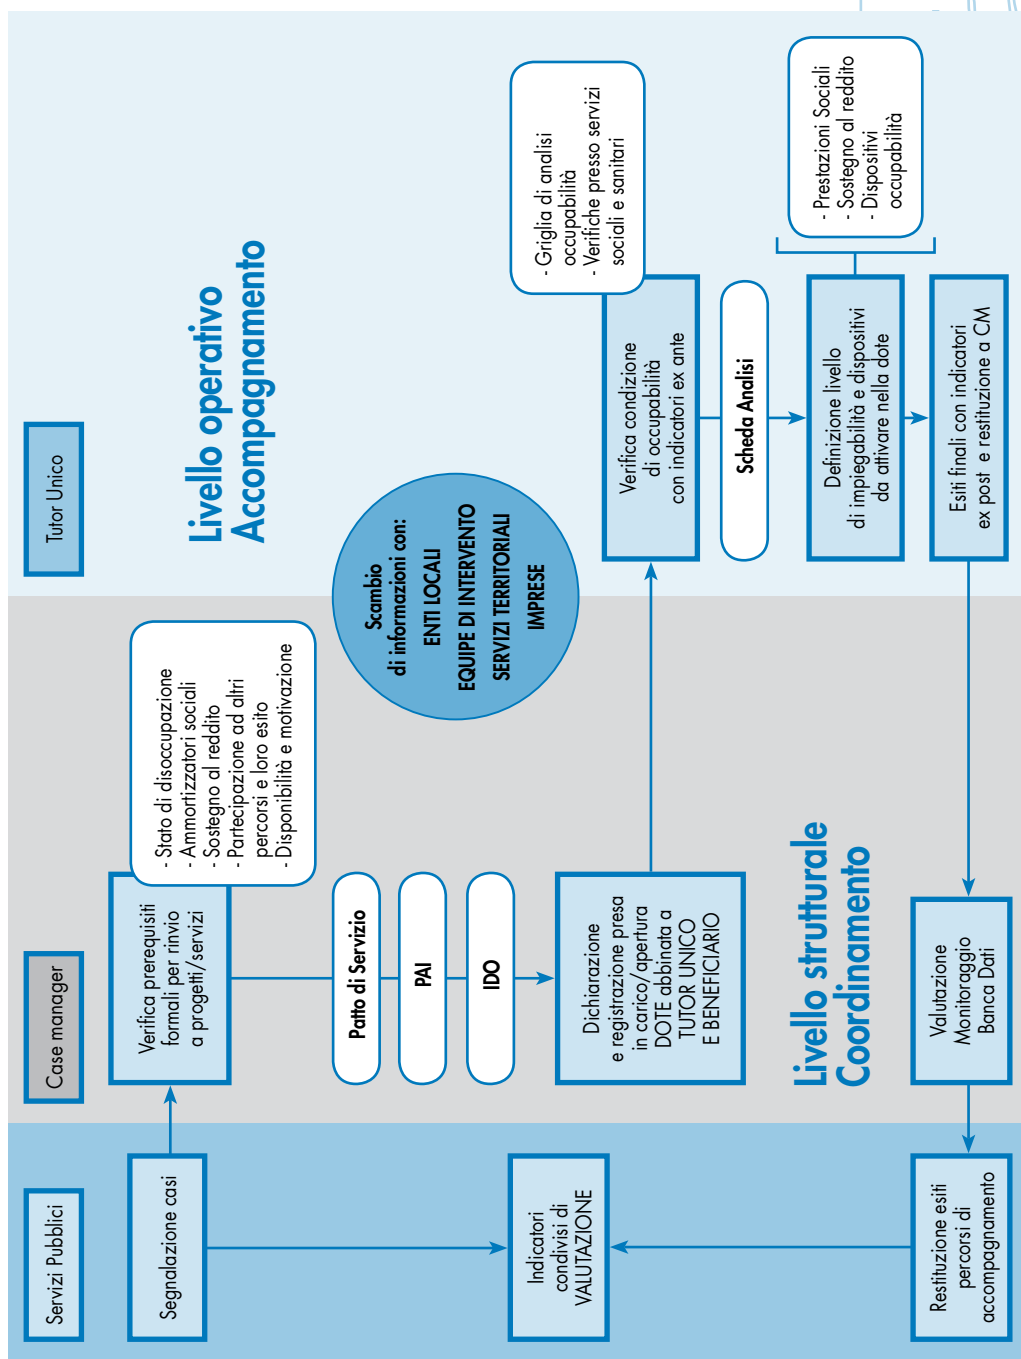 Servizi Pubblici
Segnalazione casi
Indicatori
condivisi di
VALUTAZIONE
Restituzione esiti
percorsi di
accompagnamento
Case manager
Verifica prerequisiti
formali per rinvio
a progetti/servizi
- Stato di disoccupazione
- Ammortizzatori sociali
- Sostegno al reddito
- Partecipazione ad altri
percorsi e loro esito
- Disponibilità e motivazione
Patto di Servizio
PAI
IDO
Dichiarazione
e registrazione presa
in carico/apertura
DOTE abbinata a
TUTOR UNICO
E BENEFICIARIO
Livello strutturale
Coordinamento
Valutazione
Monitoraggio
Banca Dati
Scambio
di informazioni con:
ENTI LOCALI
EQUIPE DI INTERVENTO
SERVIZI TERRITORIALI
IMPRESE
Tutor Unico
Livello operativo
Accompagnamento
- Griglia di analisi
occupabilità
- Verifiche presso servizi
sociali e sanitari
Verifica condizione
di occupabilità
con indicatori ex ante
Scheda Analisi
- Prestazioni Sociali
- Sostegno al reddito
- Dispositivi
occupabilità
Definizione livello
di impiegabilità e dispositivi
da attivare nella dote
Esiti finali con indicatori
ex post e restituzione a CM